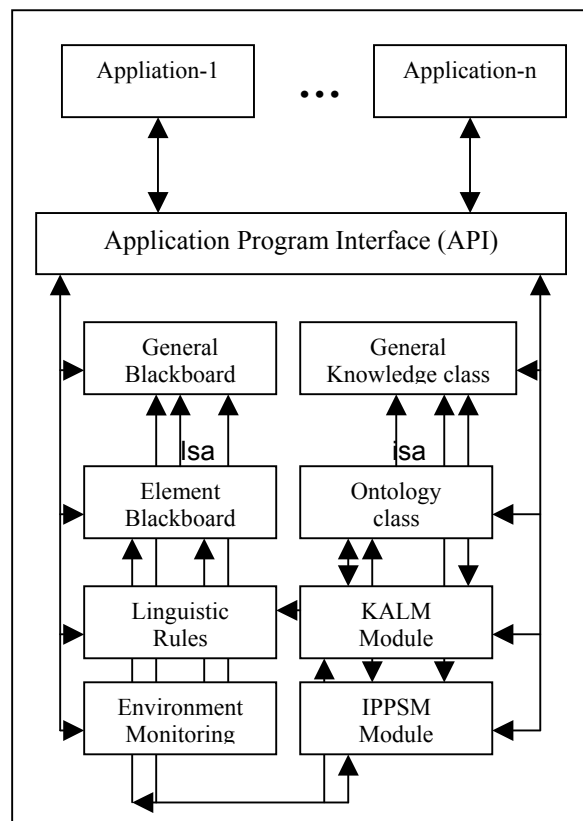 Appliation-1
...
Application-n
Application Program Interface (API)
General
Blackboard
General
Knowledge class
Isa
isa
Element
Blackboard
Ontology
class
Linguistic
Rules
KALM
Module
Environment
Monitoring
IPPSM
Module